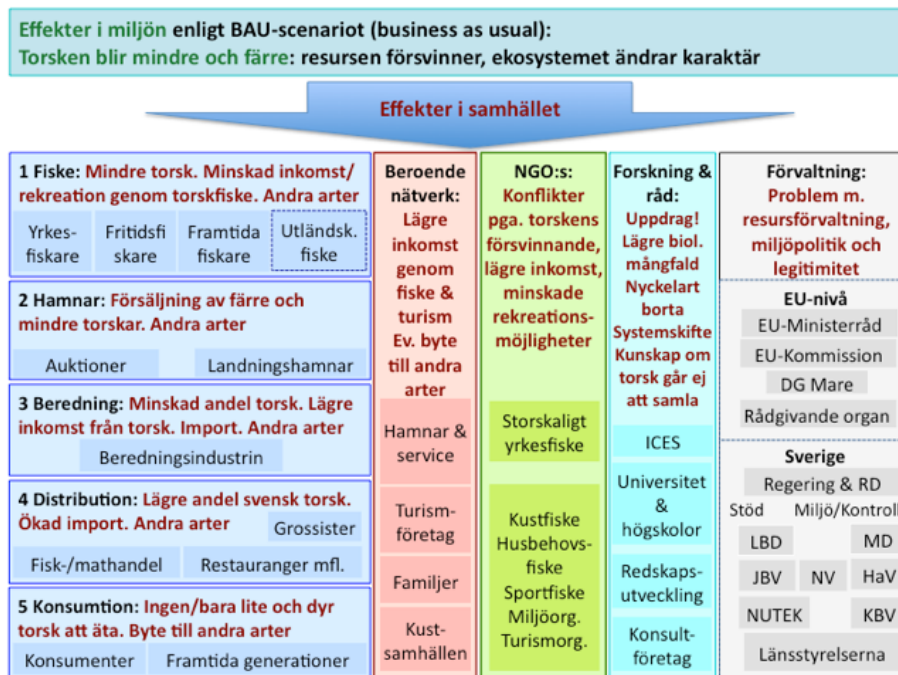 Effekter i miljön enligt BAU-scenariot (business as usual):
Torsken blir mindre och färre: resursen försvinner, ekosystemet ändrar karaktär
Effekter i samhället
1 Fiske: Mindre torsk. Minskad inkomst/
rekreation genom torskfiske. Andra arter
Yrkes-
fiskare
Fritidsfi
skare
Framtida
fiskare
Utländsk.
fiske
2 Hamnar: Försäljning av färre och
mindre torskar. Andra arter
Auktioner
Landningshamnar
3 Beredning: Minskad andel torsk. Lägre
inkomst från torsk. Import. Andra arter
Beredningsindustrin
4 Distribution: Lägre andel svensk torsk.
Ökad import. Andra arter
Grossister
Fisk-/mathandel
Restauranger mfl.
5 Konsumtion: Ingen/bara lite och dyr
torsk att äta. Byte till andra arter
Konsumenter
Framtida generationer
Beroende
nätverk:
Lägre
inkomst
genom
fiske &
turism
Ev. byte
till andra
arter
Hamnar &
service
Turism-
företag
Familjer
Kust-
samhällen
NGO:s:
Konflikter
pga. torskens
försvinnande,
lägre inkomst,
minskade
rekreations-
möjligheter
Storskaligt
yrkesfiske
Kustfiske
Husbehovs-
fiske
Sportfiske
Miljöorg.
Turismorg.
Forskning &
råd:
Uppdrag!
Lägre biol.
mångfald
Nyckelart
borta
Systemskifte
Kunskap om
torsk går ej
att samla
ICES
Universitet
&
högskolor
Redskaps-
utveckling
Konsult-
företag
Förvaltning:
Problem m.
resursförvaltning,
miljöpolitik och
legitimitet
EU-nivå
EU-Ministerråd
EU-Kommission
DG Mare
Rådgivande organ
Sverige
Regering & RD
Stöd Miljö/Kontroll
LBD MD
JBV NV HaV
NUTEK KBV
Länsstyrelserna